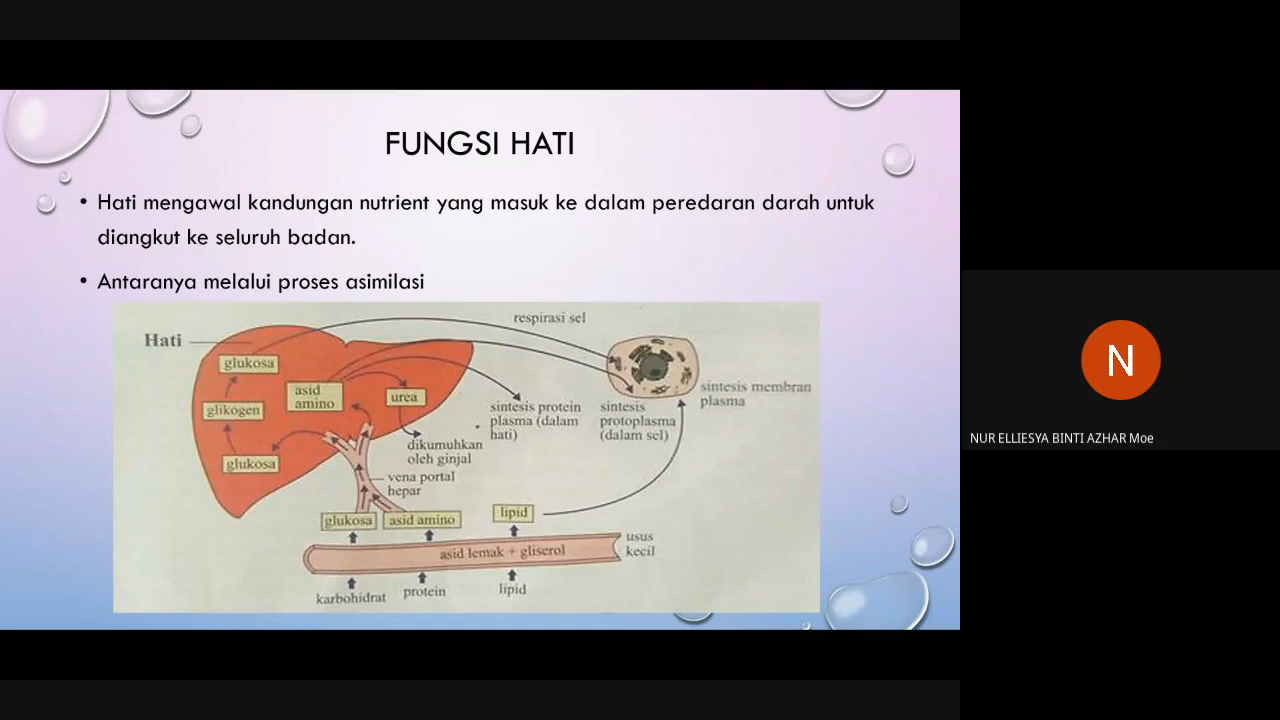 FUNGSI HATI
• Hati mengawal kandungan nutrient yang masuk ke dalam peredaran darah untuk
diangkut ke seluruh badan.
• Antaranya melalui proses asimilasi
respirasi sel
Hati
glukosa
asid
amino
urea
glikogen
glukosa
sintesis protein
plasma (dalam
hati)
sintesis
protoplasma
(dalam sel)
sintesis membran
plasma
dikumuhkan
oleh ginjal
vena portal
hepar
glukosa
asid amino
lipid
asid lemak + gliserol
usus
kecil
karbohidrat
protein
lipid
N
NUR ELLIESYA BINTI AZHAR Moe